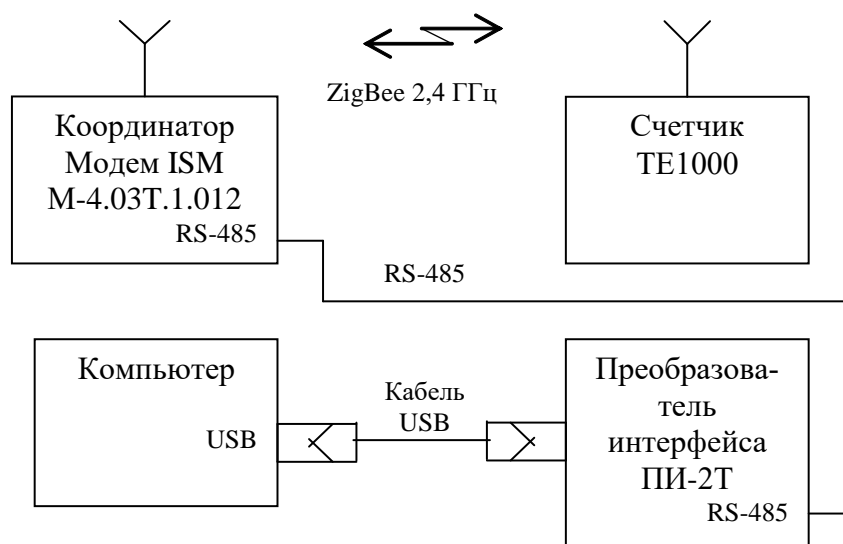 ZigBee 2,4 ГГц
Координатор
Модем ISM
М-4.03Т.1.012
RS-485
Счетчик
ТЕ1000
RS-485
Компьютер
USB
Кабель
USB
Преобразова-
тель
интерфейса
ПИ-2Т
RS-485